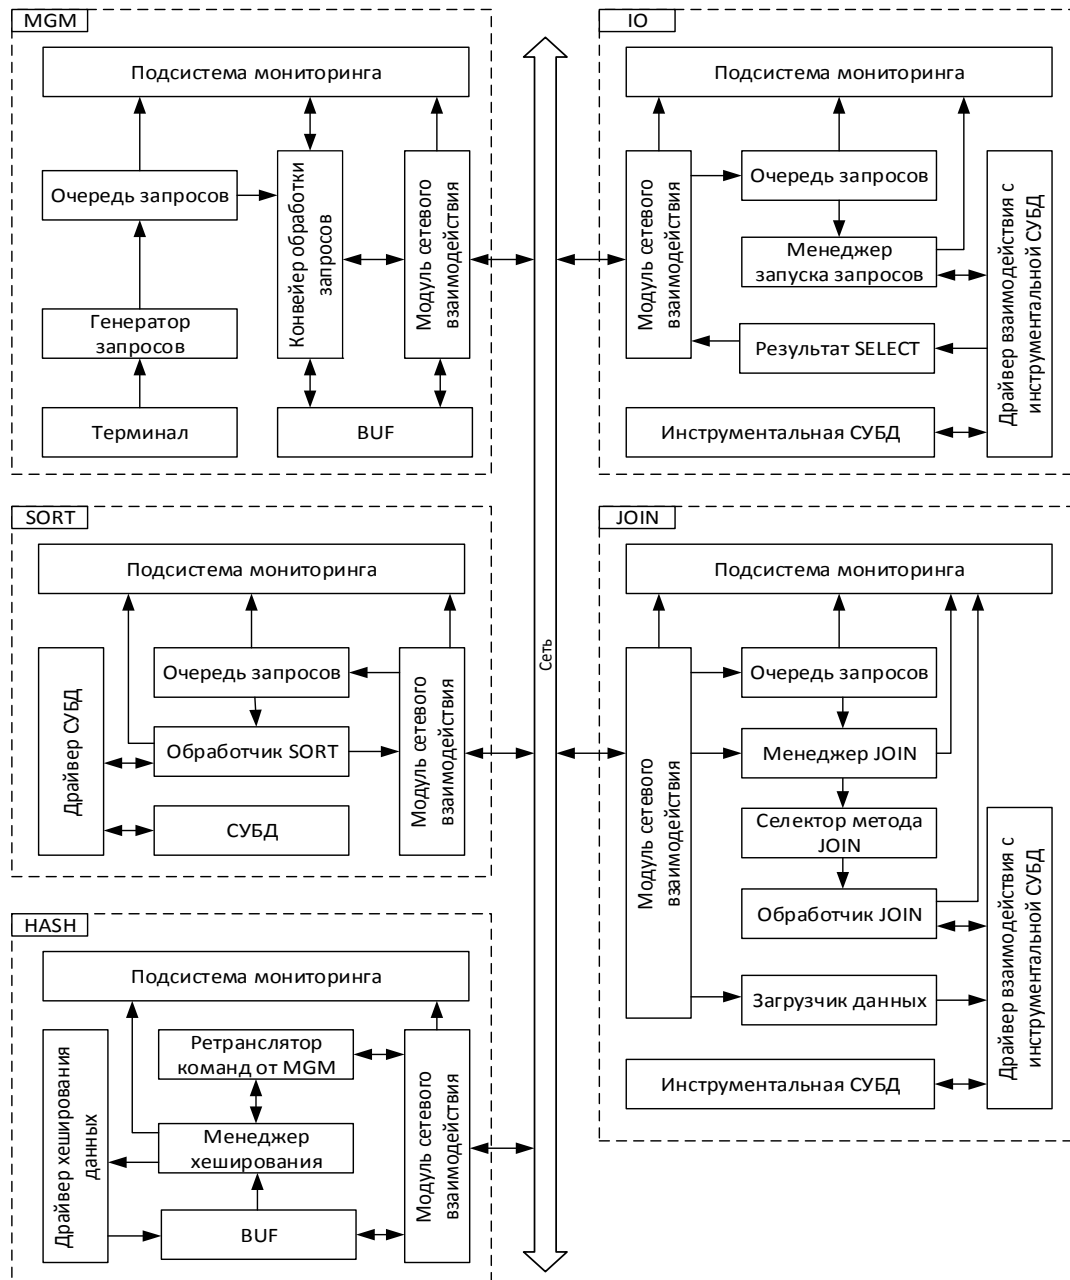 MGM
Подсистема мониторинга
Очередь запросов
Конвейер обработки
запросов
Модуль сетевого
взаимодействия
Генератор
запросов
Терминал
BUF
IO
Подсистема мониторинга
Модуль сетевого
взаимодействия
Очередь запросов
Менеджер
запуска запросов
Результат SELECT
Инструментальная СУБД
Драйвер взаимодействия с
инструментальной СУБД
Сеть
SORT
Подсистема мониторинга
Драйвер СУБД
Очередь запросов
Обработчик SORT
СУБД
Модуль сетевого
взаимодействия
JOIN
Подсистема мониторинга
Модуль сетевого
взаимодействия
Очередь запросов
Менеджер JOIN
Селектор метода
JOIN
Обработчик JOIN
Загрузчик данных
Инструментальная СУБД
Драйвер взаимодействия с
инструментальной СУБД
HASH
Подсистема мониторинга
Драйвер хеширования
данных
Ретранслятор
команд от MGM
Менеджер
хеширования
BUF
Модуль сетевого
взаимодействия